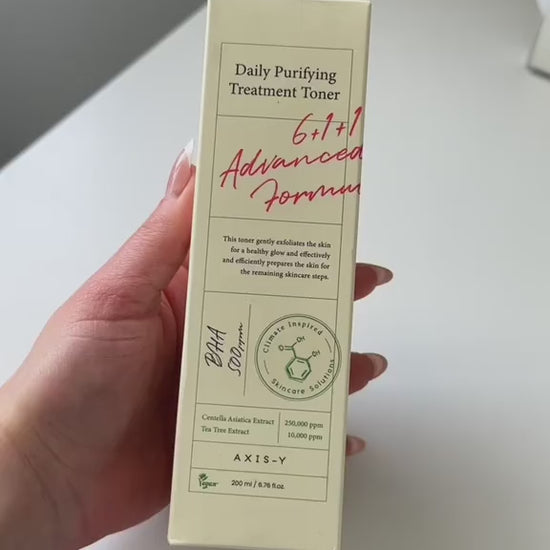 Daily Purifying
Treatment Toner
6+1+1
Advanced
Formu
This toner gently exfoliates the skin
for a healthy glow and effectively
and efficiently prepares the skin for
the remaining skincare steps.
BHA
500ppm
Climate Inspired
Skincare Solutions
Centella Asiatica Extract 250,000 ppm
Tea Tree Extract 10,000 ppm
AXIS-Y
Vegan
200 ml / 6.76 fl.oz.